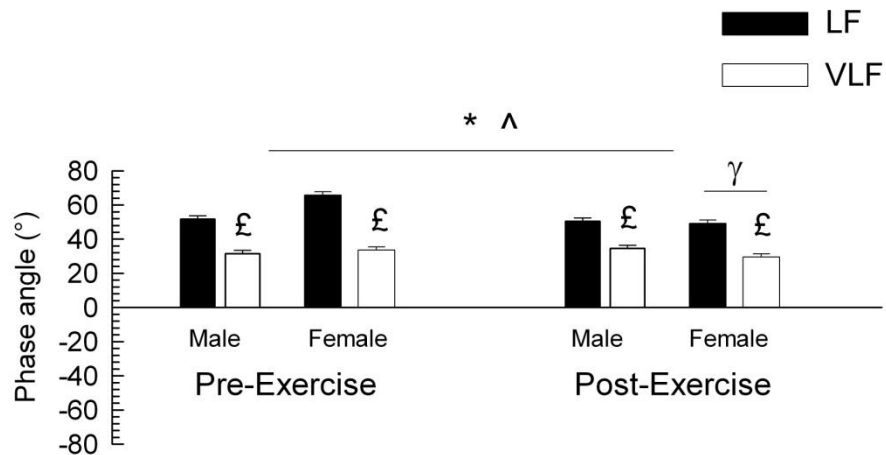 LF
VLF
* ^
γ
£ £ £ £
Phase angle (°)
80
60
40
20
0
-20
-40
-60
-80
Male Female Male Female
Pre-Exercise Post-Exercise